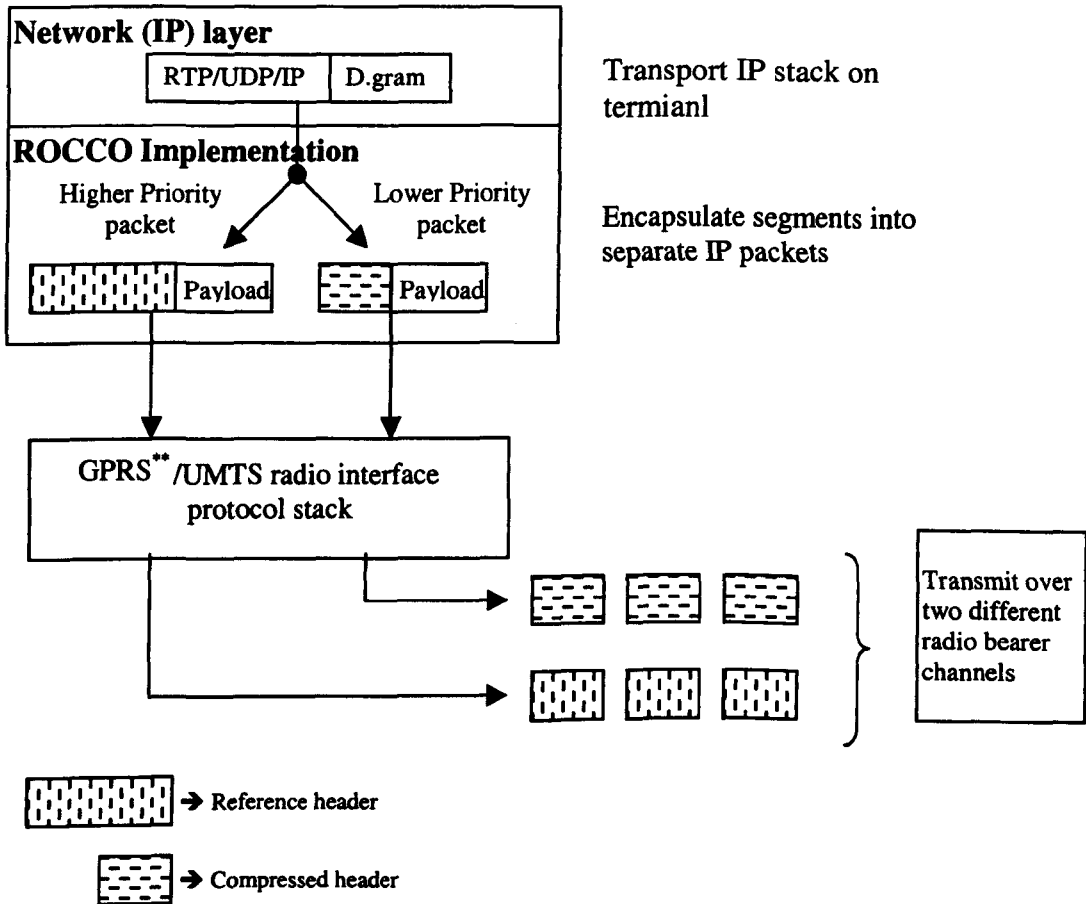 Network (IP) layer
RTP/UDP/IP D.gram
Transport IP stack on
termianl
ROCCO Implementation
Higher Priority
packet
Lower Priority
packet
Encapsulate segments into
separate IP packets
Payload
Payload
GPRS**/UMTS radio interface
protocol stack
Transmit over
two different
radio bearer
channels
→ Reference header
→ Compressed header